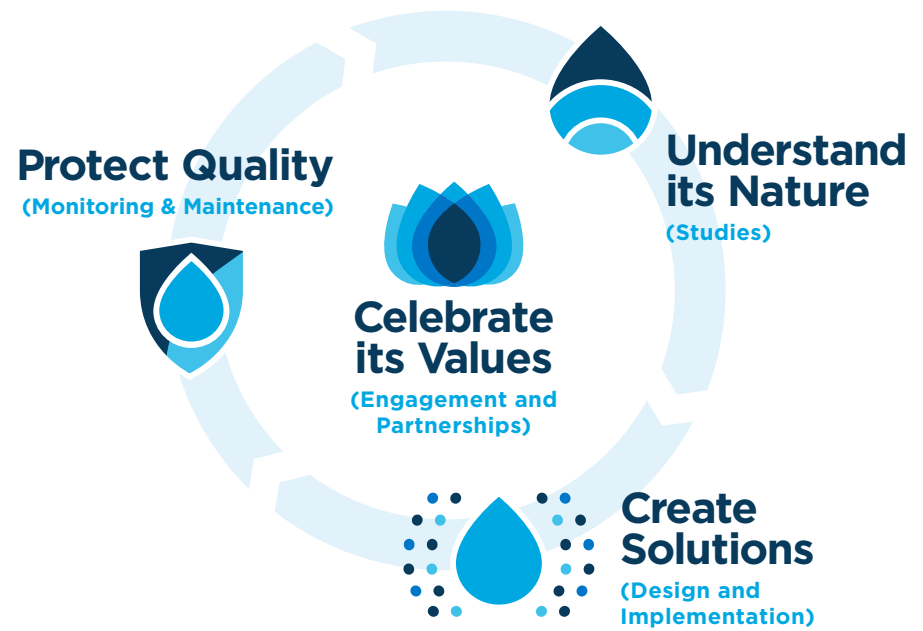 Protect Quality
(Monitoring & Maintenance)
Understand
its Nature
(Studies)
Celebrate
its Values
(Engagement and
Partnerships)
Create
Solutions
(Design and
Implementation)